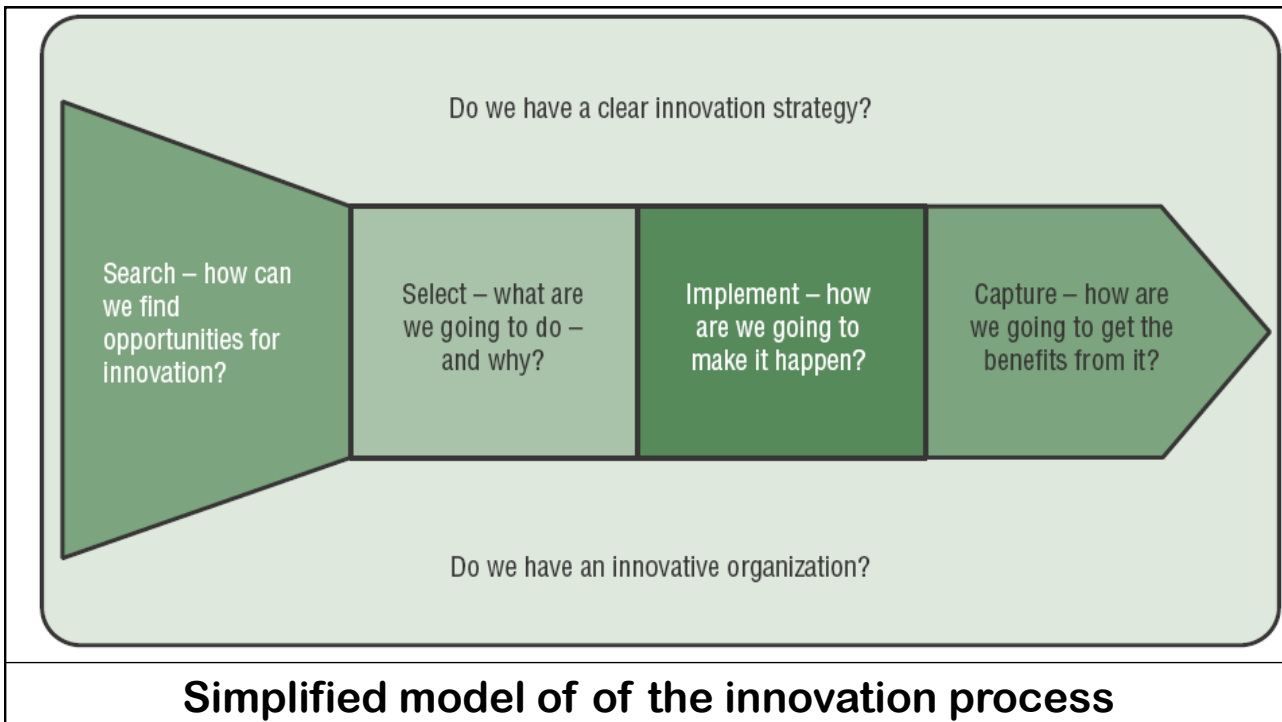 Do we have a clear innovation strategy?
Search – how can
we find
opportunities for
innovation?
Select – what are
we going to do –
and why?
Implement – how
are we going to
make it happen?
Capture – how are
we going to get the
benefits from it?
Do we have an innovative organization?
Simplified model of of the innovation process